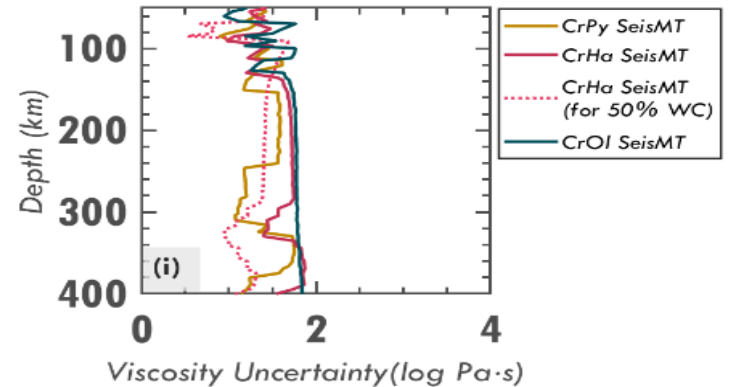 100
200
300
400
Depth (km)
(i)
0
2
4
Viscosity Uncertainty(log Pa·s)
CrPy SeisMT
CrHa SeisMT
CrHa SeisMT
(for 50% WC)
CrOl SeisMT